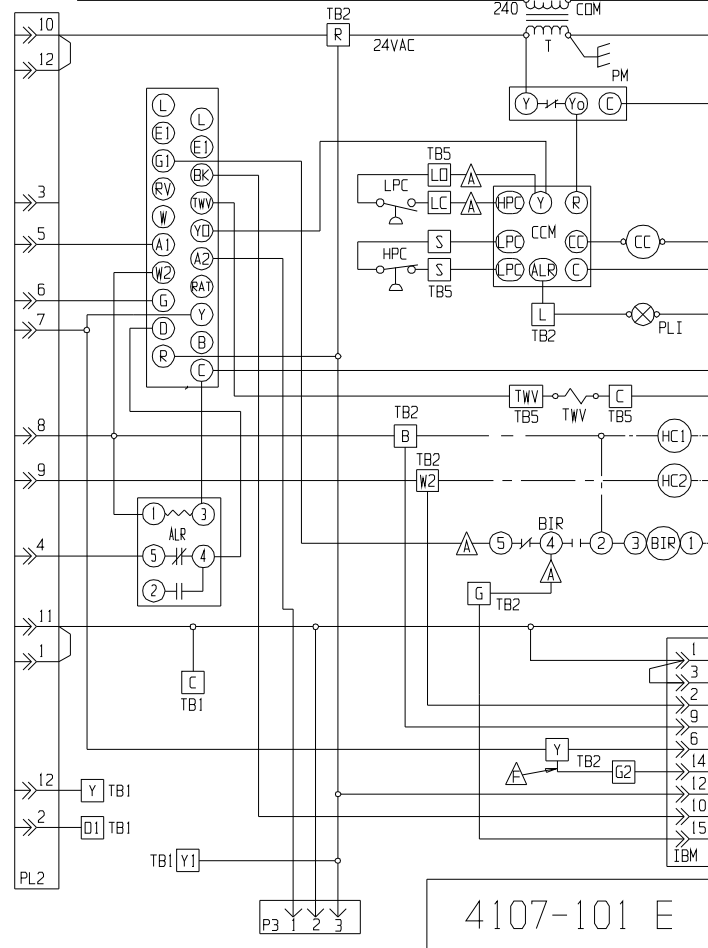 240 COM
TB2
10
R
24VAC
T
PM
12
Y Yo C
L
L
E1
E1
G1
BK
RV
TWV
W
YO
A1
A2
W2
RAT
G
Y
D
B
R
C
TB5
LO A
LPC
LC A
HPC Y R
CCM
HPC
S
LPC
CC
CC
S
LPC ALR C
TB5
L
TB2
PLI
3
5
6
7
TWV
TB5
TWV
C
TB5
8
TB2
B
HC1
9
TB2
W2
HC2
1 3
ALR
4
5 4
2
BIR
A 5 4 2 3 BIR 1
A
G
TB2
11
1
C
TB1
1
3
2
9
6
14
12
10
15
IBM
Y
TB2
F
G2
12
Y TB1
2
D1 TB1
TB1 Y1
PL2
P3 1 2 3
4107-101 E